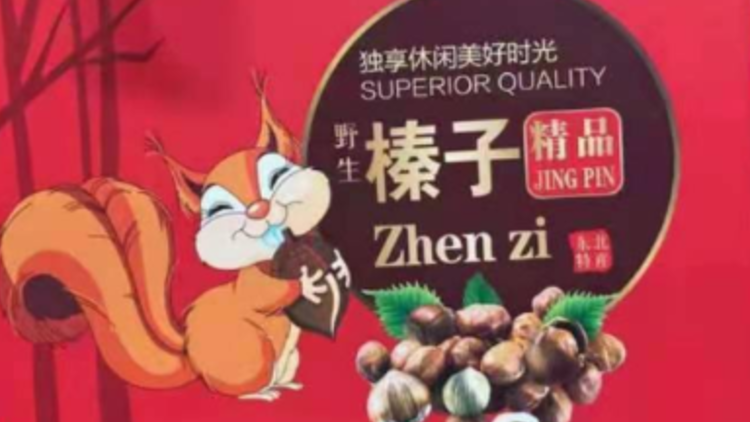 独享休闲美好时光
SUPERIOR QUALITY
野生
榛子
精品
JING PIN
Zhen zi
东北
特产